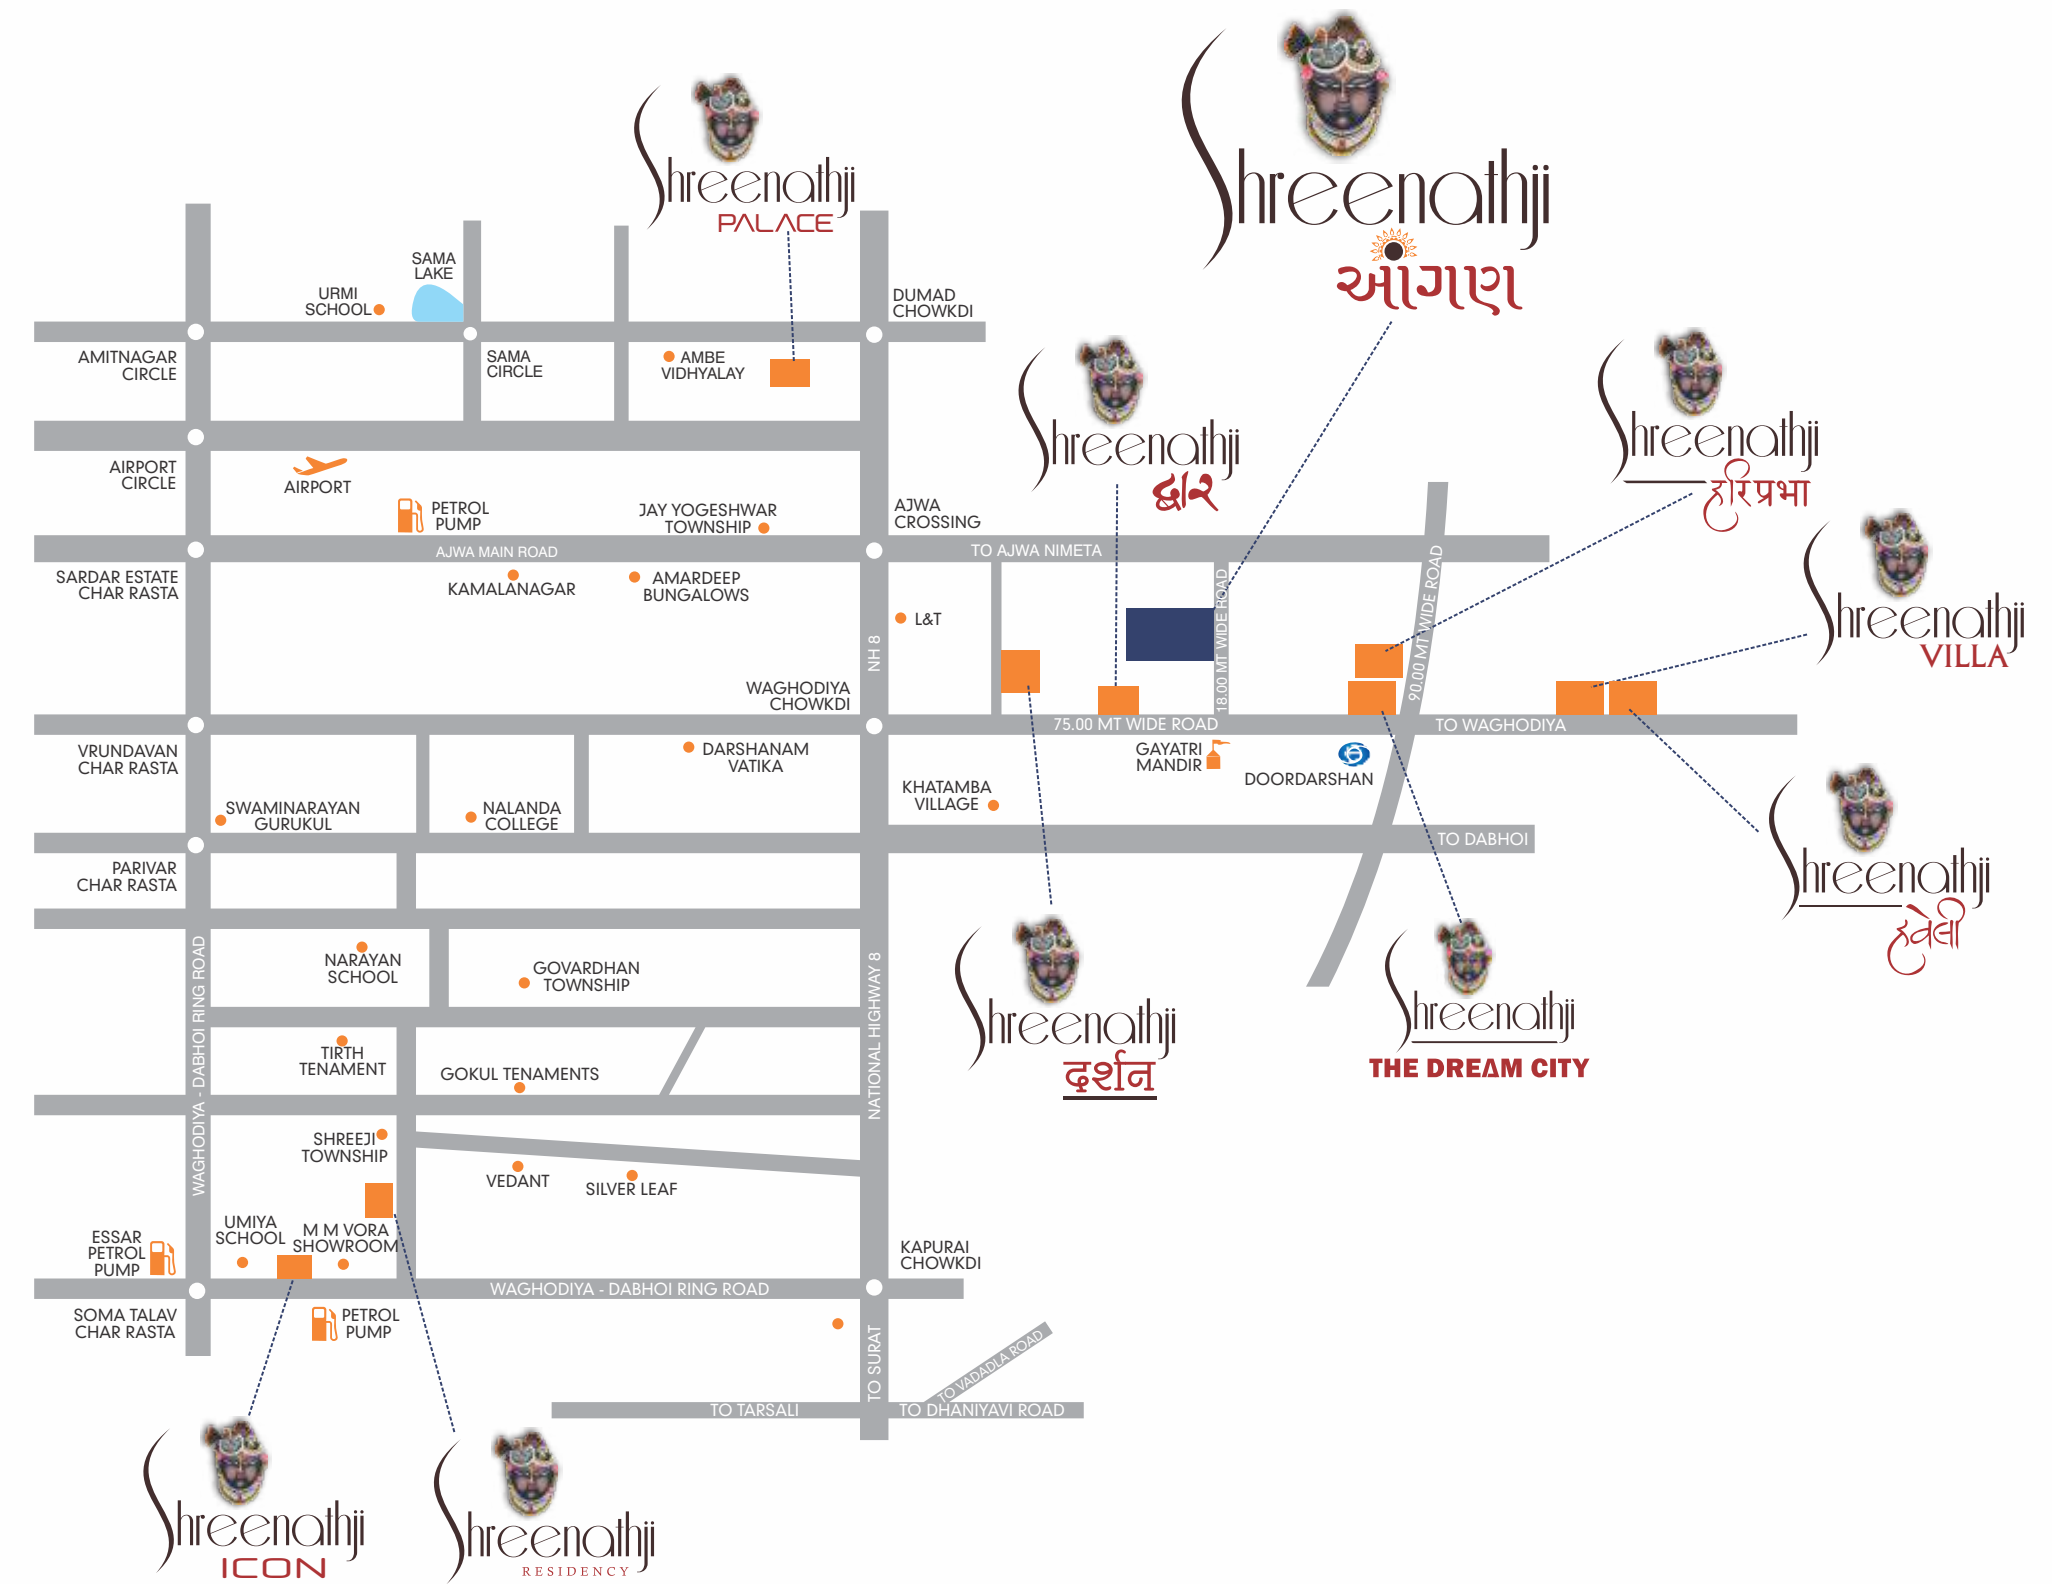 Shreenathji
આંગણ
Shreenathji
PALACE
SAMA
LAKE
URMI
SCHOOL
DUMAD
CHOWKDI
AMITNAGAR
CIRCLE
SAMA
CIRCLE
AMBE
VIDHYALAY
Shreenathji
द्वार
Shreenathji
हरिप्रभा
AIRPORT
CIRCLE
AIRPORT
PETROL
PUMP
JAY YOGESHWAR
TOWNSHIP
AJWA
CROSSING
AJWA MAIN ROAD
TO AJWA NIMETA
SARDAR ESTATE
CHAR RASTA
KAMALANAGAR
AMARDEEP
BUNGALOWS
L&T
NH 8
18.00 MT WIDE ROAD
90.00 MT WIDE ROAD
Shreenathji
VILLA
WAGHODIYA
CHOWKDI
75.00 MT WIDE ROAD
TO WAGHODIYA
VRUNDAVAN
CHAR RASTA
DARSHANAM
VATIKA
GAYATRI
MANDIR
DOORDARSHAN
KHATAMBA
VILLAGE
SWAMINARAYAN
GURUKUL
NALANDA
COLLEGE
TO DABHOI
PARIVAR
CHAR RASTA
Shreenathji
हवेली
WAGHODIYA - DABHOI RING ROAD
NARAYAN
SCHOOL
GOVARDHAN
TOWNSHIP
NATIONAL HIGHWAY 8
Shreenathji
दर्शन
Shreenathji
THE DREAM CITY
TIRTH
TENAMENT
GOKUL TENAMENTS
SHREEJI
TOWNSHIP
VEDANT
SILVER LEAF
ESSAR
PETROL
PUMP
UMIYA
SCHOOL
M M VORA
SHOWROOM
KAPURAI
CHOWKDI
WAGHODIYA - DABHOI RING ROAD
SOMA TALAV
CHAR RASTA
PETROL
PUMP
TO SURAT
TO VADADLA ROAD
TO TARSALI
TO DHANIYAVI ROAD
Shreenathji
ICON
Shreenathji
RESIDENCY